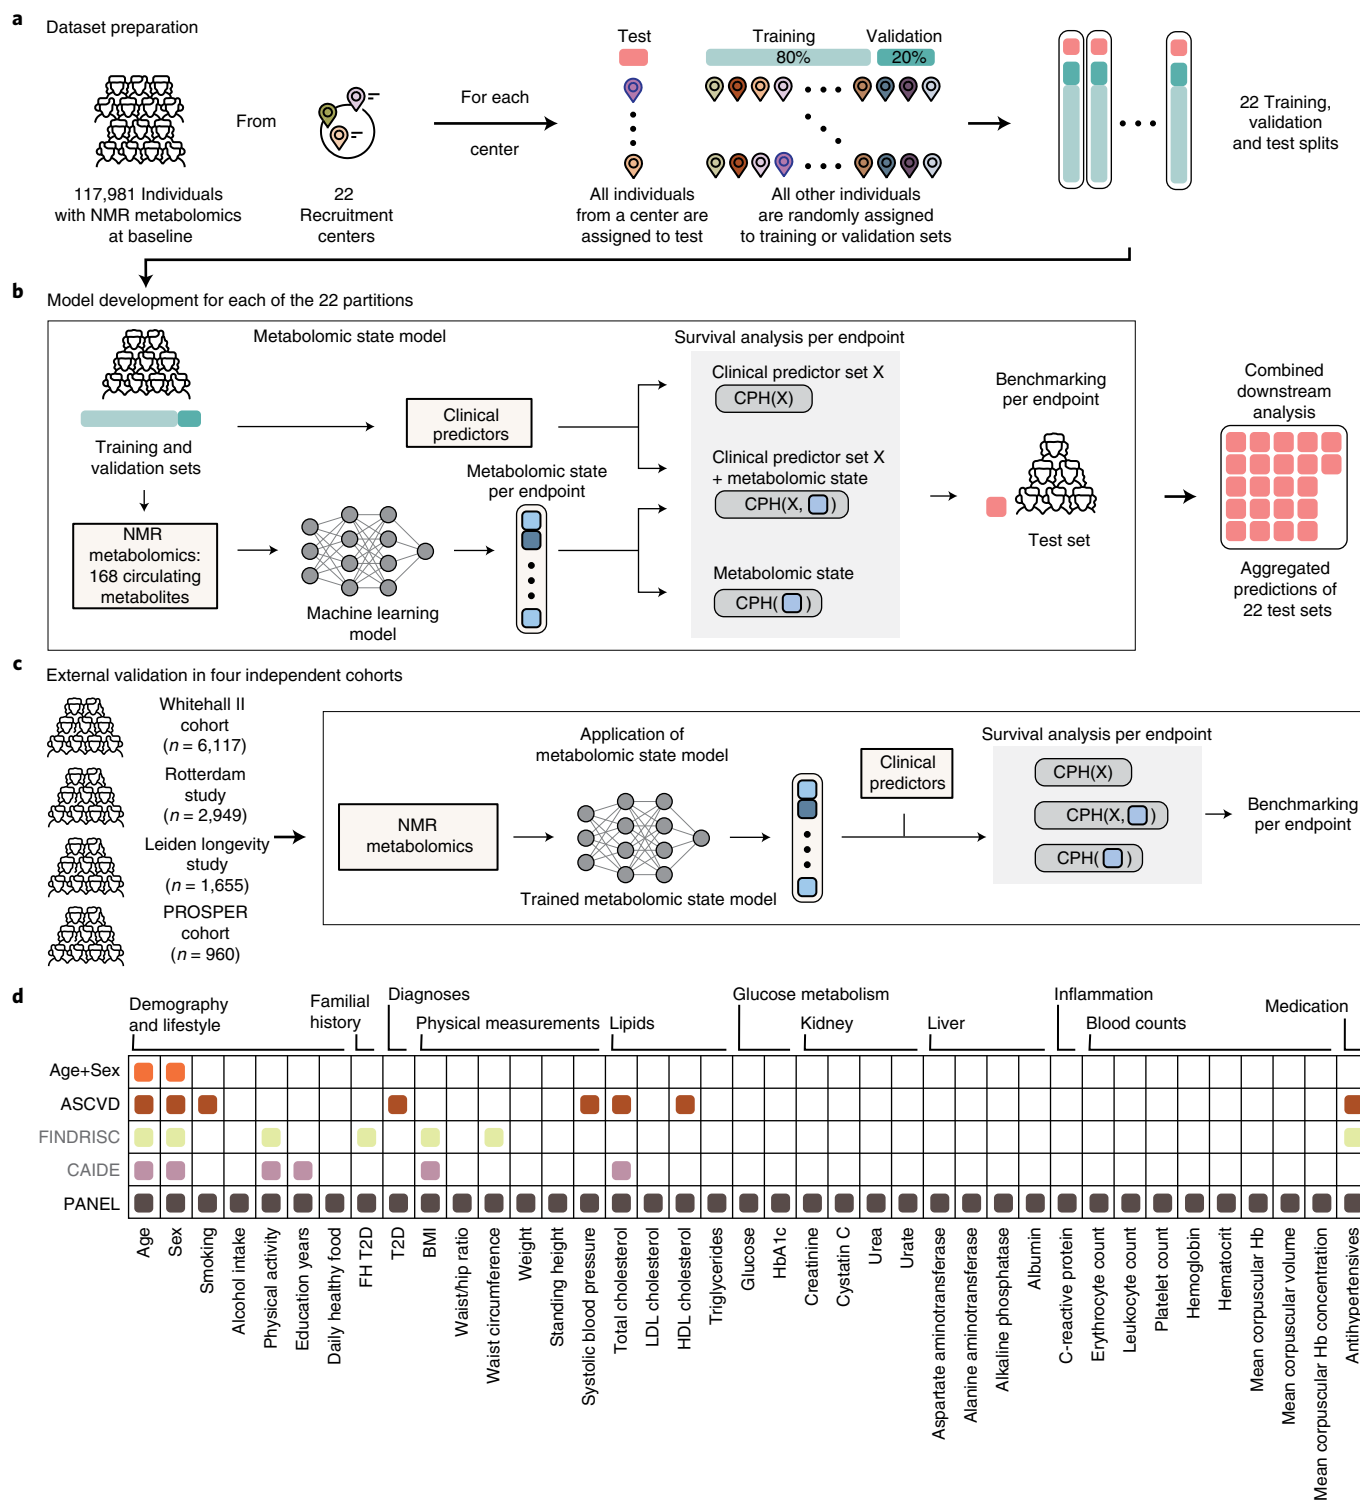 a
Dataset preparation
117,981 Individuals
with NMR metabolomics
at baseline
From
22
Recruitment
centers
For each
center
Test
Training
Validation
80%
20%
All individuals
from a center are
assigned to test
All other individuals
are randomly assigned
to training or validation sets
22 Training,
validation
and test splits
b
Model development for each of the 22 partitions
Metabolomic state model
Training and
validation sets
NMR
metabolomics:
168 circulating
metabolites
Clinical
predictors
Machine learning
model
Metabolomic state
per endpoint
Survival analysis per endpoint
Clinical predictor set X
CPH(X)
Clinical predictor set X
+ metabolomic state
CPH(X, )
Metabolomic state
CPH( )
Benchmarking
per endpoint
Test set
Combined
downstream
analysis
Aggregated
predictions of
22 test sets
c
External validation in four independent cohorts
Whitehall II
cohort
(n = 6,117)
Rotterdam
study
(n = 2,949)
Leiden longevity
study
(n = 1,655)
PROSPER
cohort
(n = 960)
NMR
metabolomics
Application of
metabolomic state model
Trained metabolomic state model
Clinical
predictors
Survival analysis per endpoint
CPH(X)
CPH(X, )
CPH( )
Benchmarking
per endpoint
d
Demography
and lifestyle
Familial
history
Diagnoses
Physical measurements
Lipids
Glucose metabolism
Kidney
Liver
Inflammation
Blood counts
Medication
Age+Sex
ASCVD
FINDRISC
CAIDE
PANEL
Age
Sex
Smoking
Alcohol intake
Physical activity
Education years
Daily healthy food
FH T2D
T2D
BMI
Waist/hip ratio
Waist circumference
Weight
Standing height
Systolic blood pressure
Total cholesterol
LDL cholesterol
HDL cholesterol
Triglycerides
Glucose
HbA1c
Creatinine
Cystatin C
Urea
Urate
Aspartate aminotransferase
Alanine aminotransferase
Alkaline phosphatase
Albumin
C-reactive protein
Erythrocyte count
Leukocyte count
Platelet count
Hemoglobin
Hematocrit
Mean corpuscular Hb
Mean corpuscular volume
Mean corpuscular Hb concentration
Antihypertensives